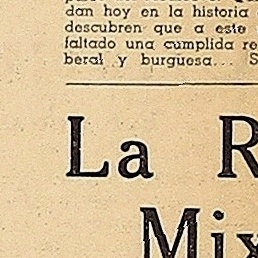 dan hoy en la historia
descubren que a este
faltado una cumplida re
beral y burguesa... S
La R
Mix